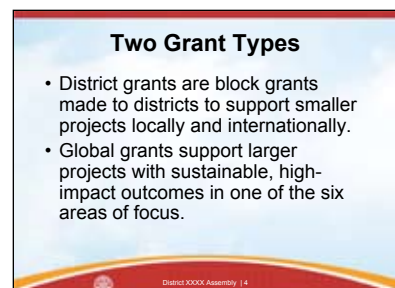 Two Grant Types
• District grants are block grants
made to districts to support smaller
projects locally and internationally.
• Global grants support larger
projects with sustainable, high-
impact outcomes in one of the six
areas of focus.
District XXXX Assembly | 4